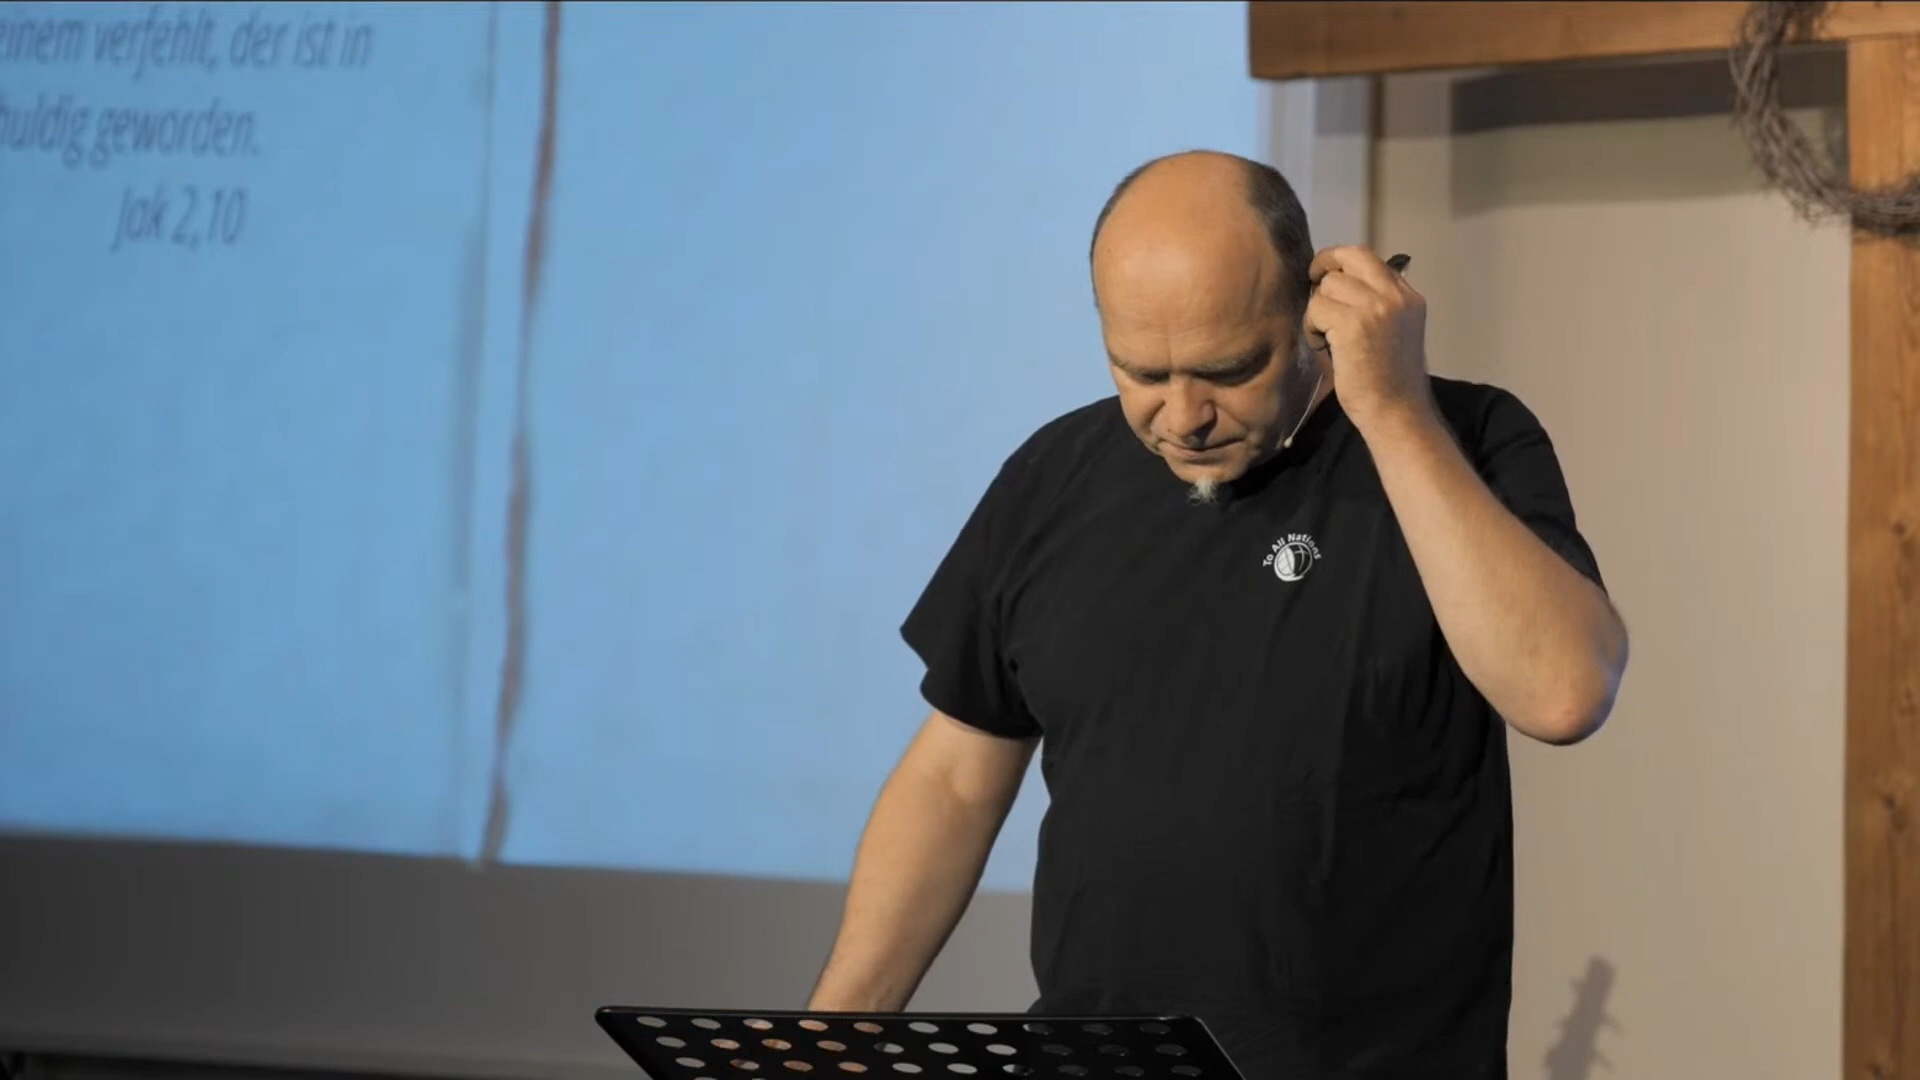 einem verfehlt, der ist in
huldig geworden.
Jak 2,10
To All Nations